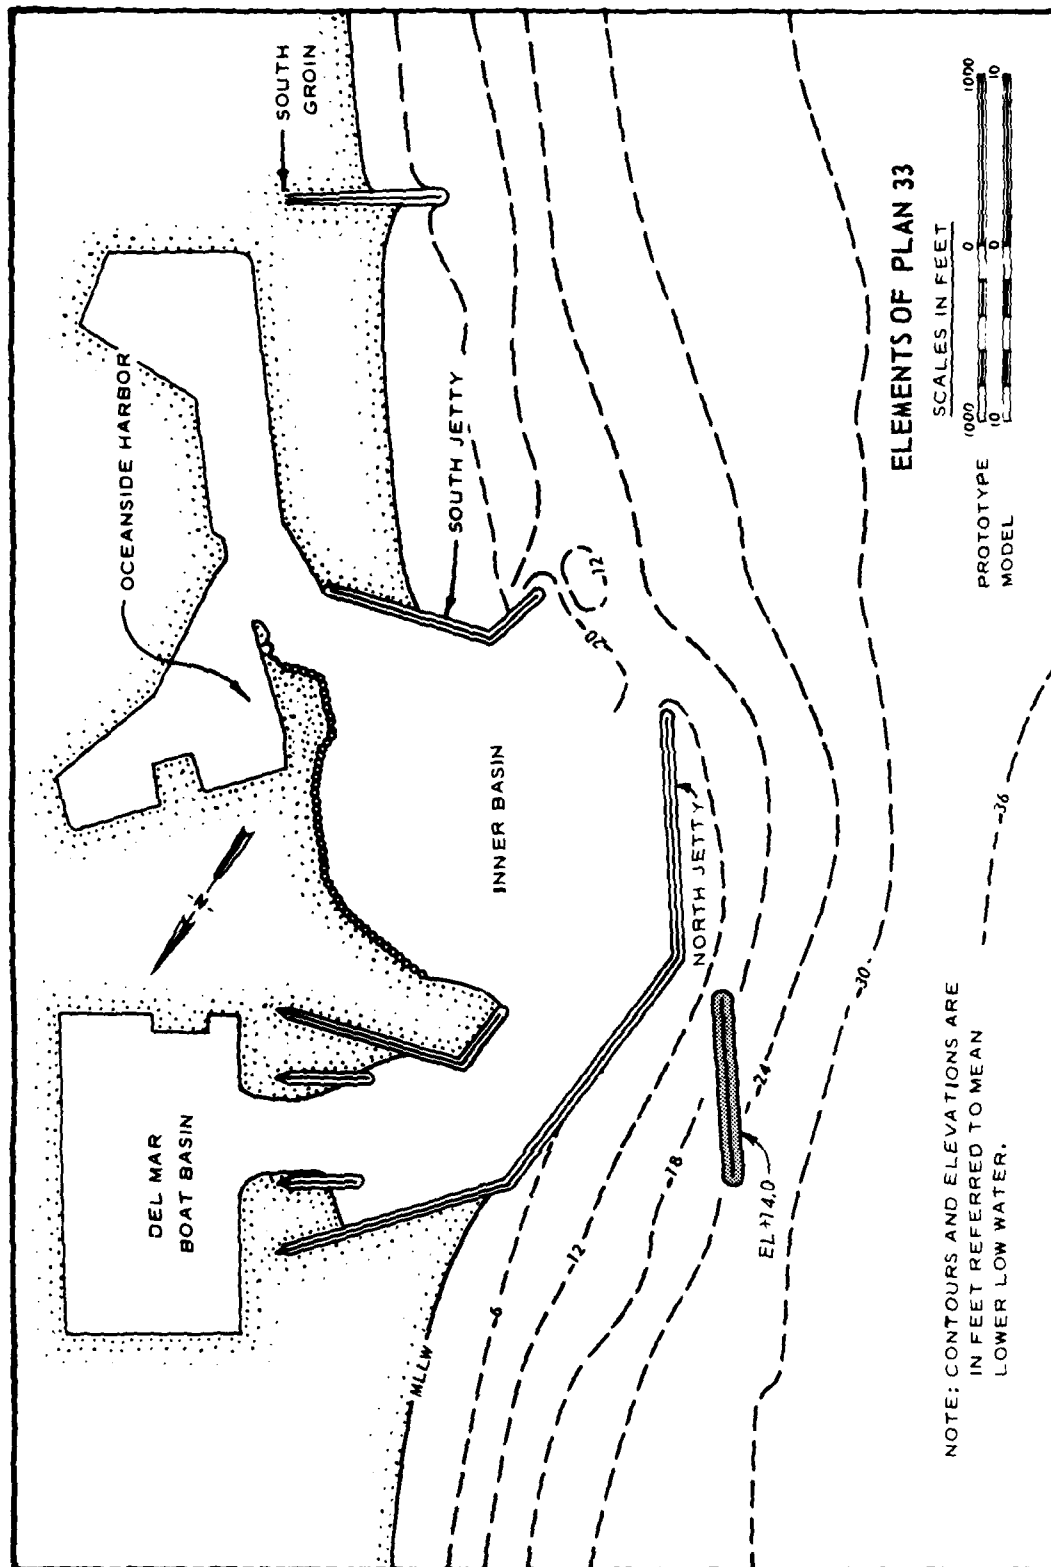 SOUTH
GROIN
OCEANSIDE HARBOR
SOUTH JETTY
DEL MAR
BOAT BASIN
N
INNER BASIN
NORTH JETTY
EL +14.0
MLLW
-6
-12
-18
-24
-30
-36
-20
-12
ELEMENTS OF PLAN 33
SCALES IN FEET
PROTOTYPE 1000 0 1000
MODEL 10 0 10
NOTE: CONTOURS AND ELEVATIONS ARE
IN FEET REFERRED TO MEAN
LOWER LOW WATER.